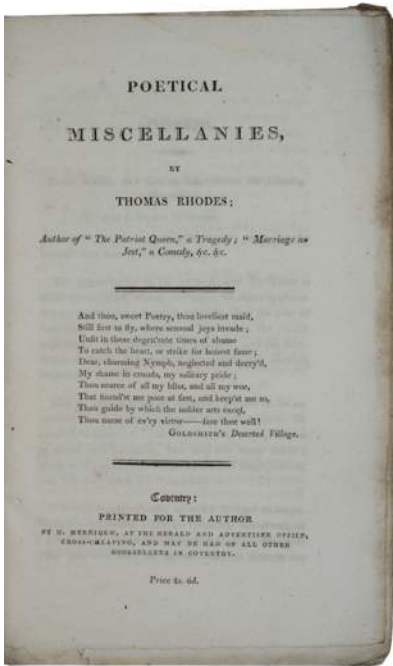 POETICAL
MISCELLANIES,
BY
THOMAS RHODES;
Author of "The Patriot Queen," a Tragedy; "Marriage no
Jest," a Comedy, &c. &c.
And thou, sweet Poetry, thou loveliest maid,
Still first to fly, where sensual joys invade;
Unfit in these degen'rate times of shame
To catch the heart, or strike for honest fame;
Dear, charming Nymph, neglected and decry'd,
My shame in crouds, my solitary pride;
Thou source of all my bliss, and all my woe,
That found'st me poor at first, and keep'st me so,
Thou guide by which the nobler arts excel,
Thou nurse of ev'ry virtue——fare thee well!
GOLDSMITH's Deserted Village.
Coventry:
PRINTED FOR THE AUTHOR
BY N. MERRIDEW, AT THE HERALD AND ADVERTISER OFFICE,
CROSS-CHEAPING, AND MAY BE HAD OF ALL OTHER
BOOKSELLERS IN COVENTRY.
Price 4s. 6d.